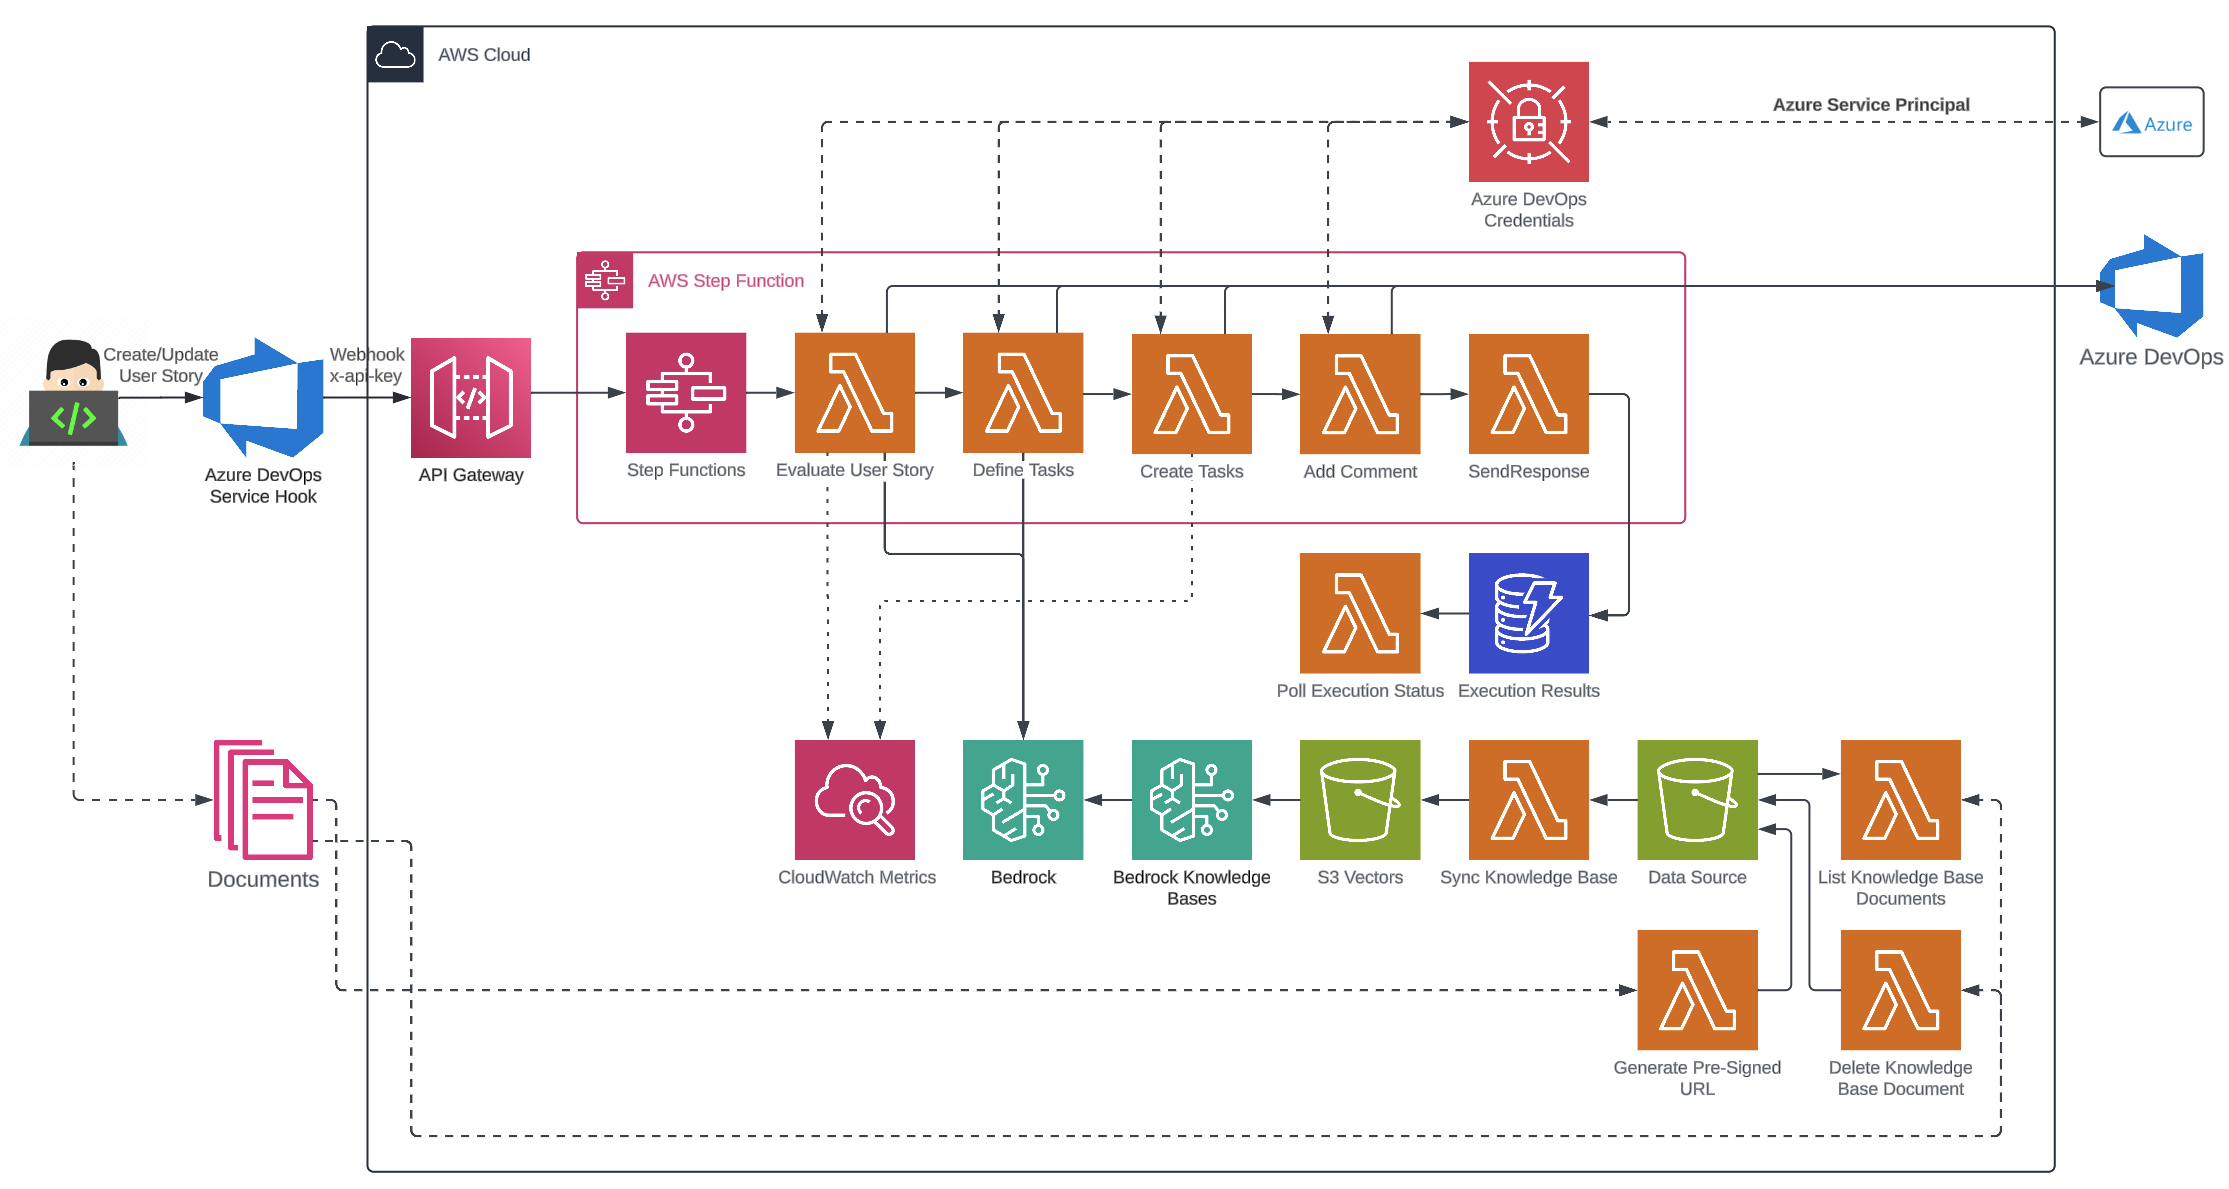 AWS Cloud
Azure Service Principal
Azure
Azure DevOps
Credentials
AWS Step Function
Create/Update
User Story
Webhook
x-api-key
Azure DevOps
Azure DevOps
Service Hook
API Gateway
Step Functions
Evaluate User Story
Define Tasks
Create Tasks
Add Comment
SendResponse
Poll Execution Status
Execution Results
Documents
CloudWatch Metrics
Bedrock
Bedrock Knowledge
Bases
S3 Vectors
Sync Knowledge Base
Data Source
List Knowledge Base
Documents
Generate Pre-Signed
URL
Delete Knowledge
Base Document